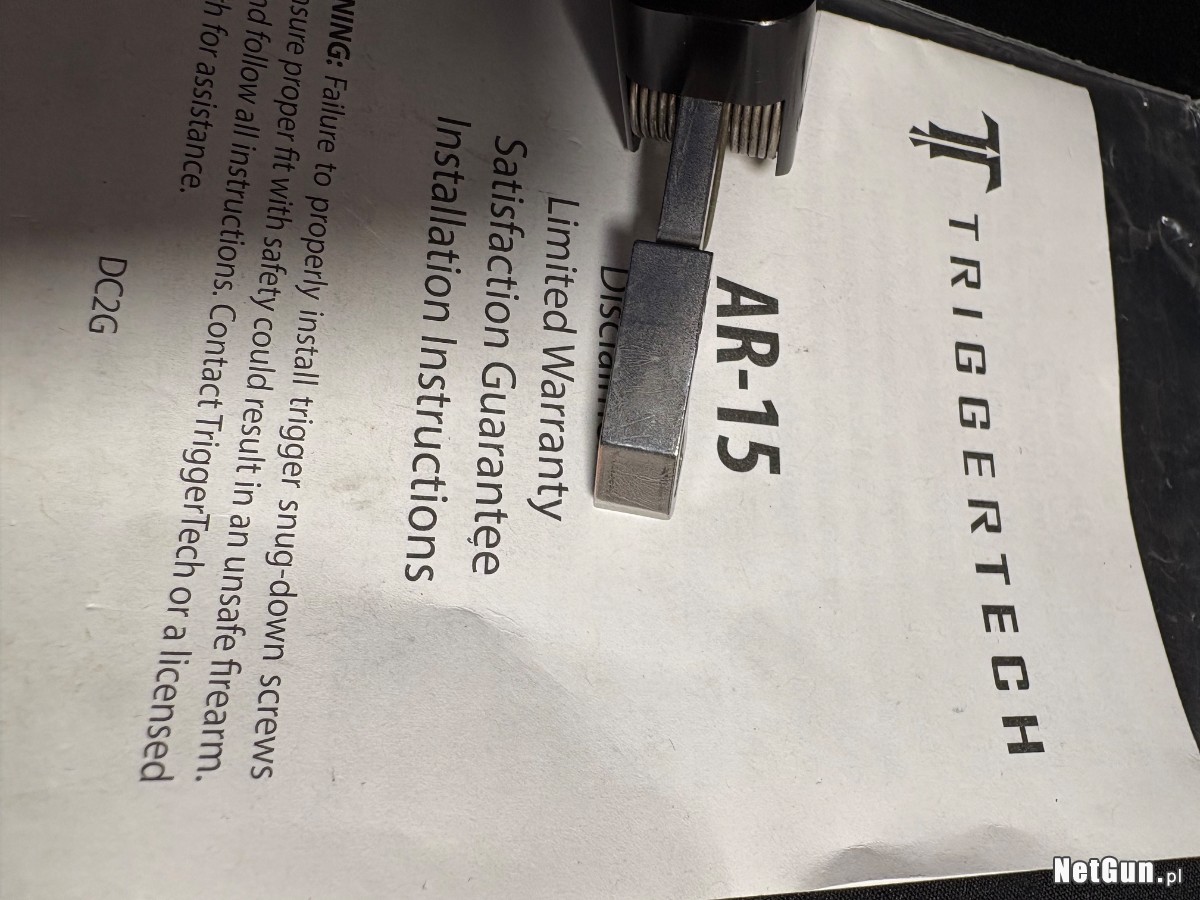 TRIGGERTECH
AR-15
Limited Warranty
Satisfaction Guarantee
Installation Instructions
Failure to properly install trigger snug-down screws
proper fit with safety could result in an unsafe firearm.
follow all instructions. Contact TriggerTech or a licensed
for assistance.
DC2G
NetGun.pl